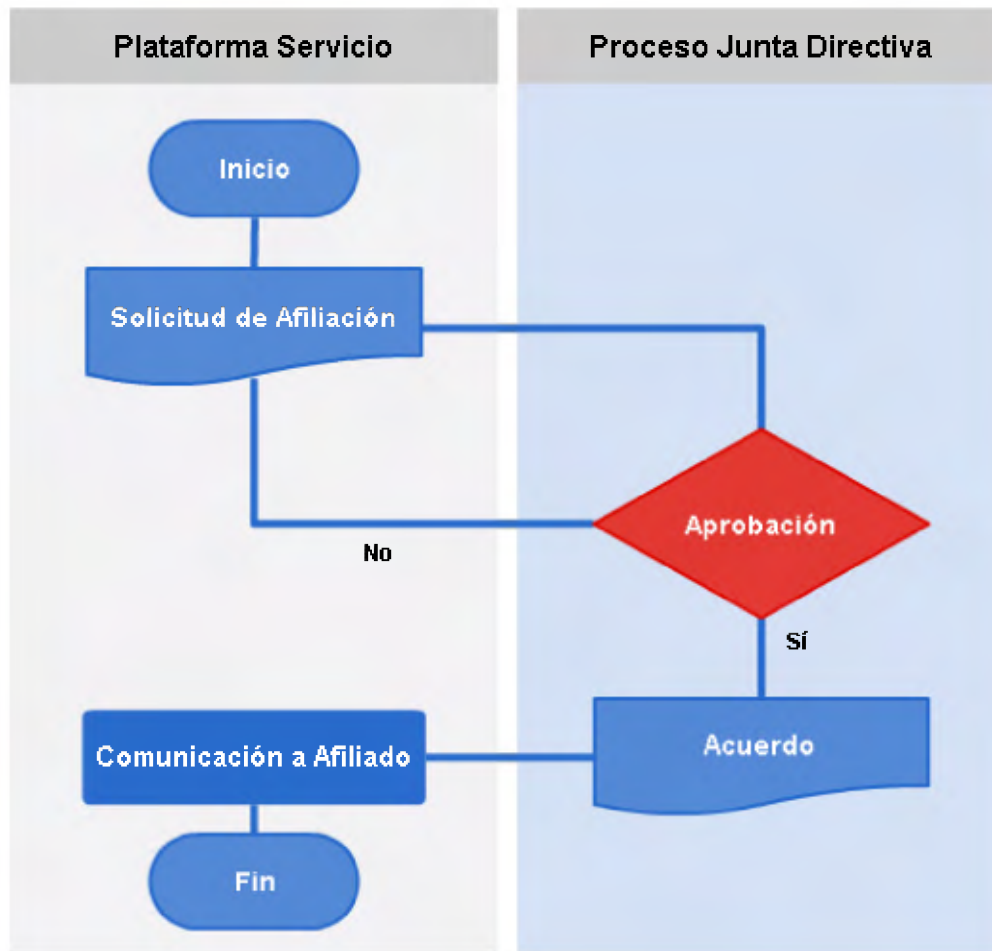 Plataforma Servicio
Proceso Junta Directiva
Inicio
Solicitud de Afiliación
Aprobación
No
Sí
Acuerdo
Comunicación a Afiliado
Fin